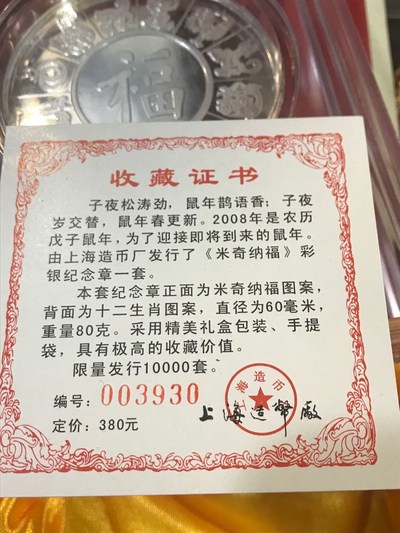 福
收藏证书
子夜松涛劲，鼠年鹊语香；子夜
岁交替，鼠年春更新。2008年是农历
戊子鼠年，为了迎接即将到来的鼠年。
由上海造币厂发行了《米奇纳福》彩
银纪念章一套。
本套纪念章正面为米奇纳福图案，
背面为十二生肖图案，直径为60毫米，
重量80克。采用精美礼盒包装、手提
袋，具有极高的收藏价值。
限量发行10000套。
编号：003930
上海造币
上海造幣廠
定价：380元